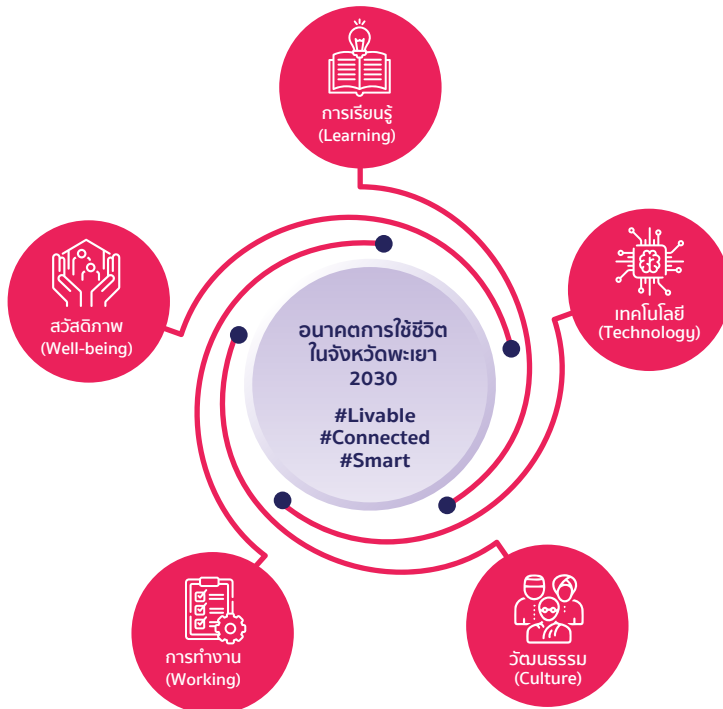 การเรียนรู้
(Learning)
เทคโนโลยี
(Technology)
สวัสดิภาพ
(Well-being)
อนาคตการใช้ชีวิต
ในจังหวัดพะเยา
2030
#Livable
#Connected
#Smart
การทำงาน
(Working)
วัฒนธรรม
(Culture)